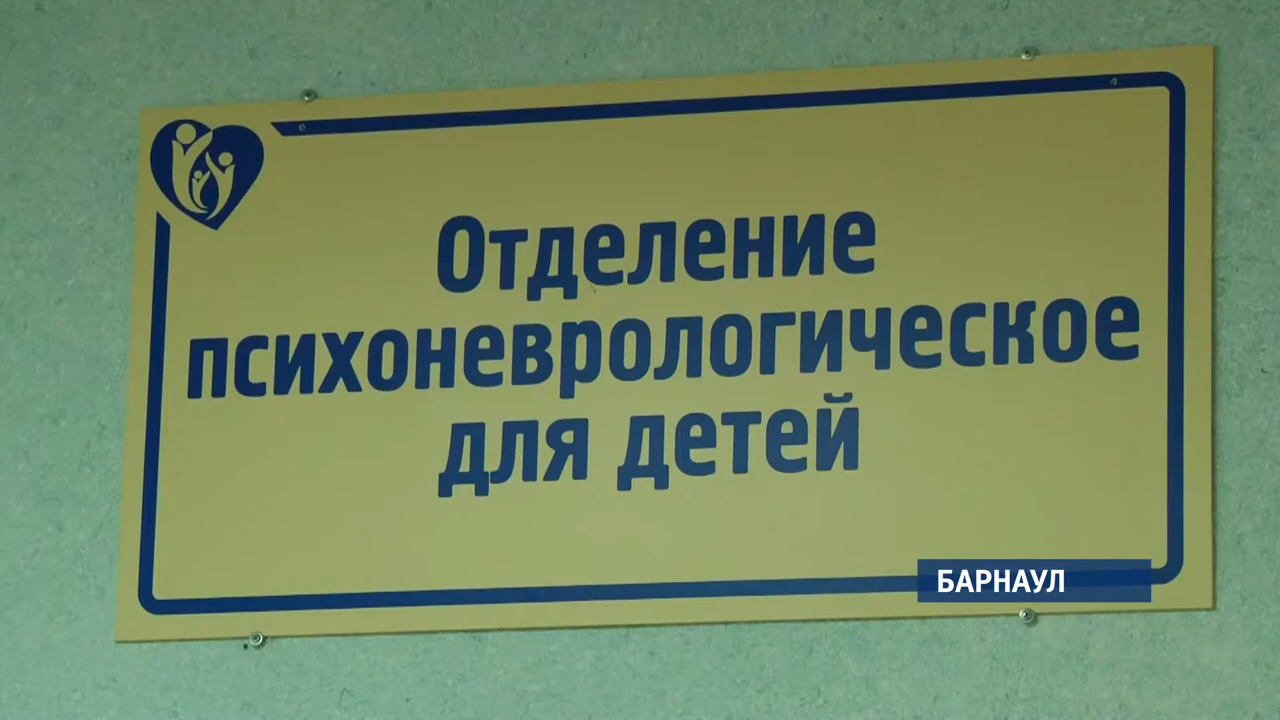 Отделение
психоневрологическое
для детей
БАРНАУЛ